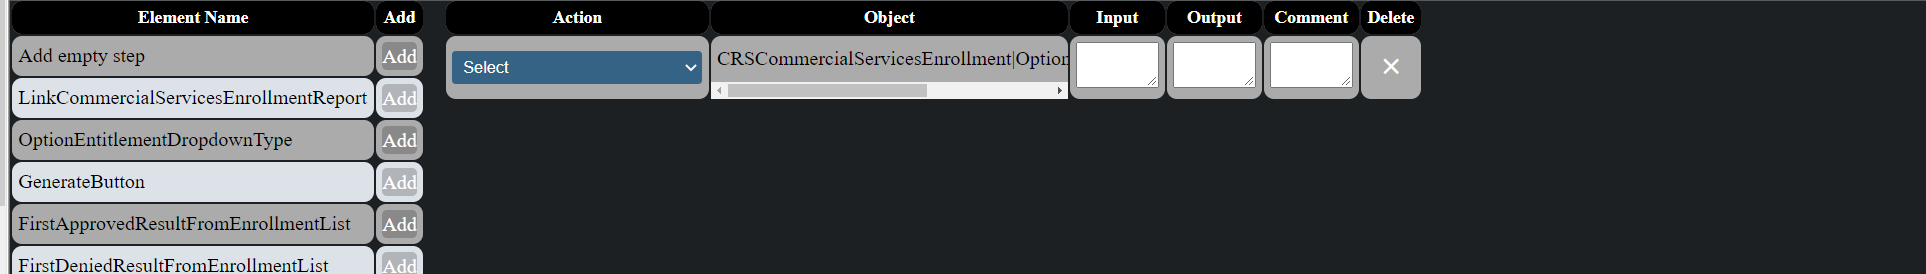 Element Name Add Action Object Input Output Comment Delete
Add empty step Add
Select CRSCommercialServicesEnrollment|Option
LinkCommercialServicesEnrollmentReport Add
OptionEntitlementDropdownType Add
GenerateButton Add
FirstApprovedResultFromEnrollmentList Add
FirstDeniedResultFromEnrollmentList Add